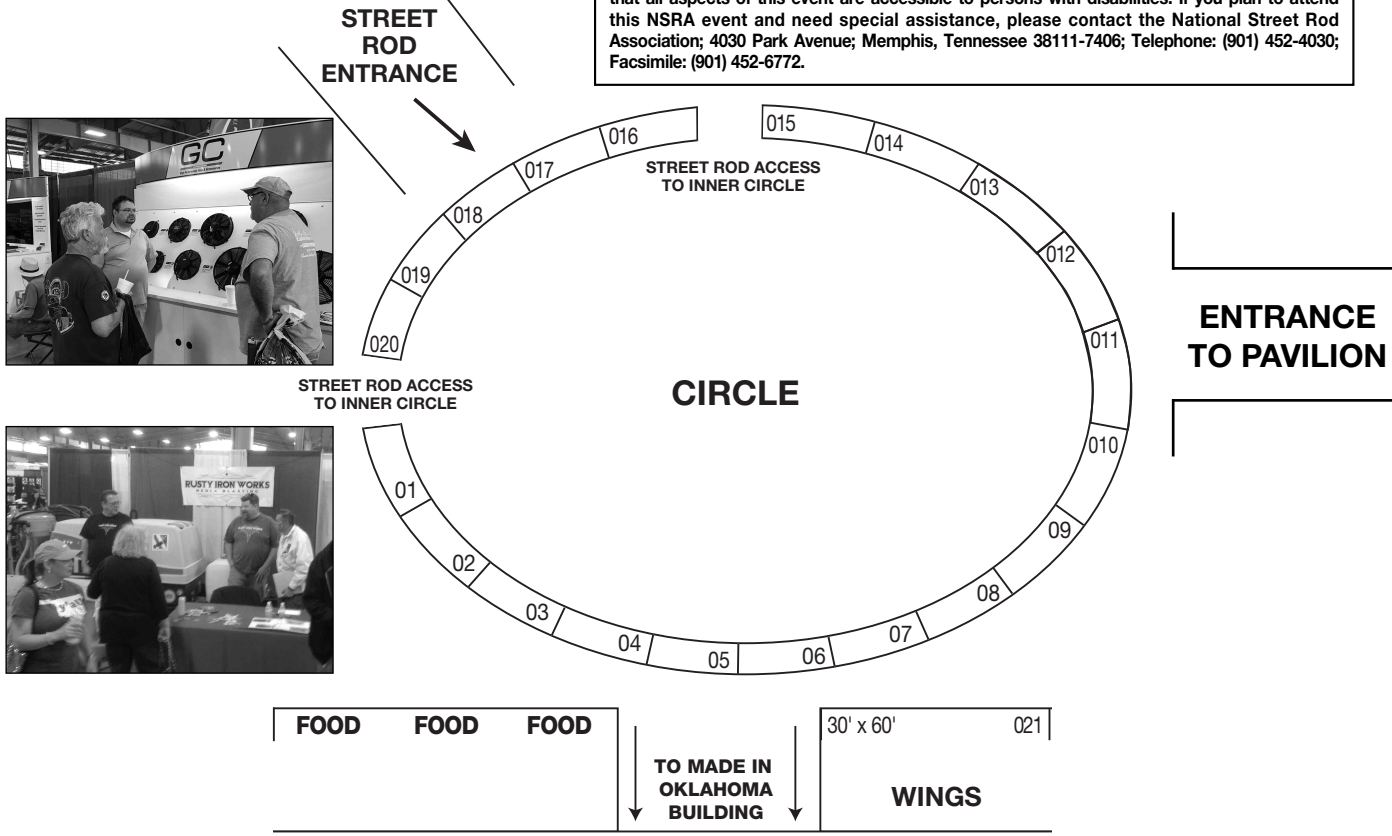 that all aspects of this event are accessible to persons with disabilities. If you plan to attend
this NSRA event and need special assistance, please contact the National Street Rod
Association; 4030 Park Avenue; Memphis, Tennessee 38111-7406; Telephone: (901) 452-4030;
Facsimile: (901) 452-6772.
STREET
ROD
ENTRANCE
GC
016
015
017
014
STREET ROD ACCESS
TO INNER CIRCLE
018
013
019
012
020
011
ENTRANCE
TO PAVILION
STREET ROD ACCESS
TO INNER CIRCLE
CIRCLE
010
RUSTY IRON WORKS
MEDIA BLASTING
01
09
02
08
03
07
04
06
05
FOOD FOOD FOOD
30' x 60' 021
TO MADE IN
OKLAHOMA
BUILDING
WINGS